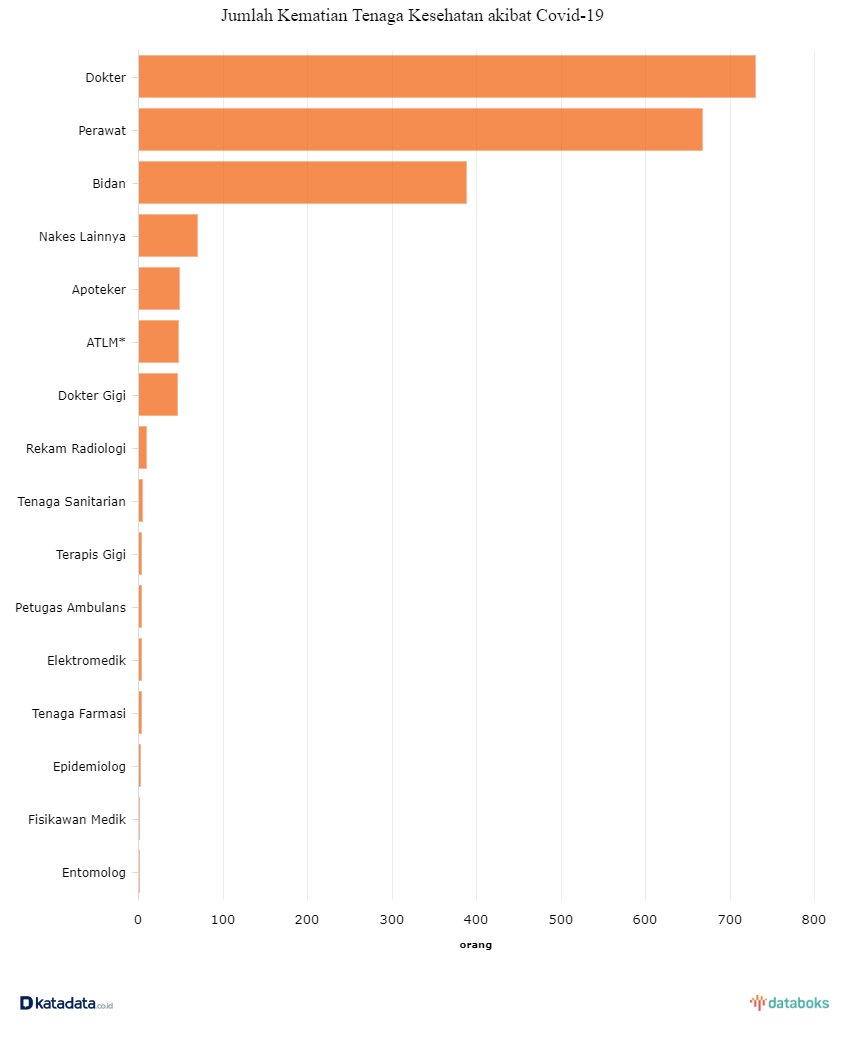 Jumlah Kematian Tenaga Kesehatan akibat Covid-19
Dokter
Perawat
Bidan
Nakes Lainnya
Apoteker
ATLM*
Dokter Gigi
Rekam Radiologi
Tenaga Sanitarian
Terapis Gigi
Petugas Ambulans
Elektromedik
Tenaga Farmasi
Epidemiolog
Fisikawan Medik
Entomolog
0 100 200 300 400 500 600 700 800
orang
katadata.co.id databoks